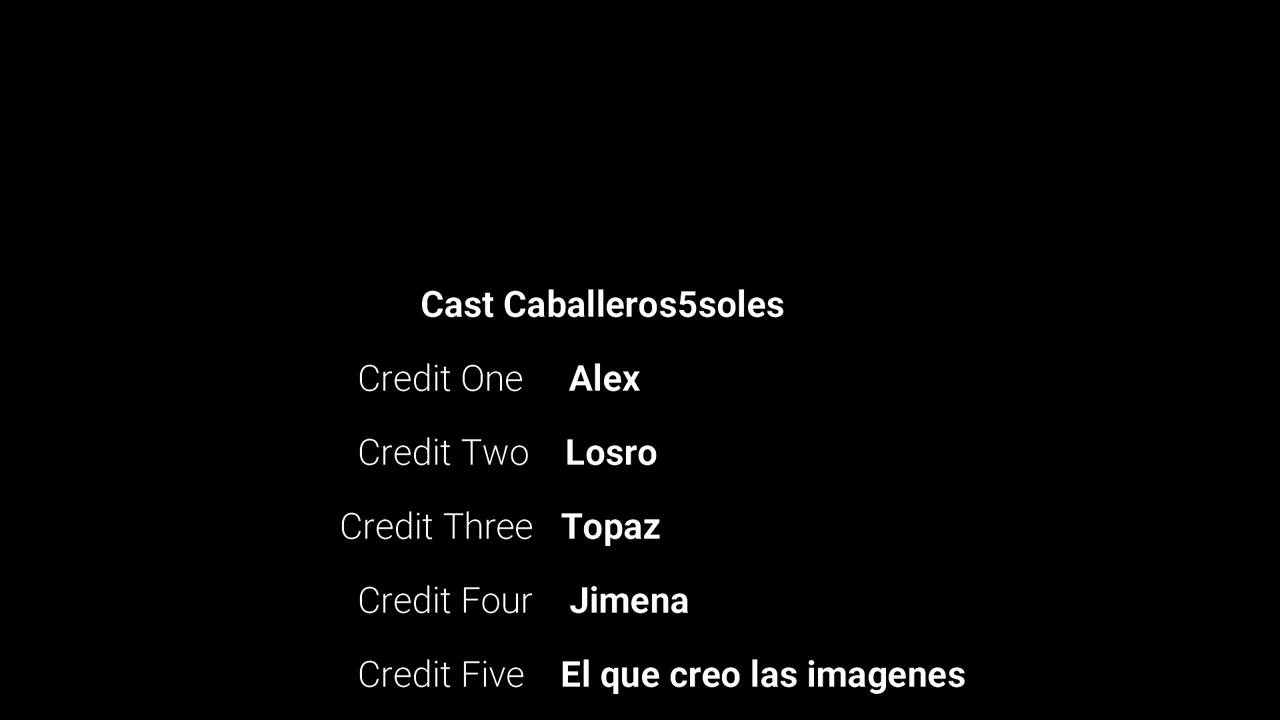 Cast Caballeros5soles
Credit One Alex
Credit Two Losro
Credit Three Topaz
Credit Four Jimena
Credit Five El que creo las imagenes